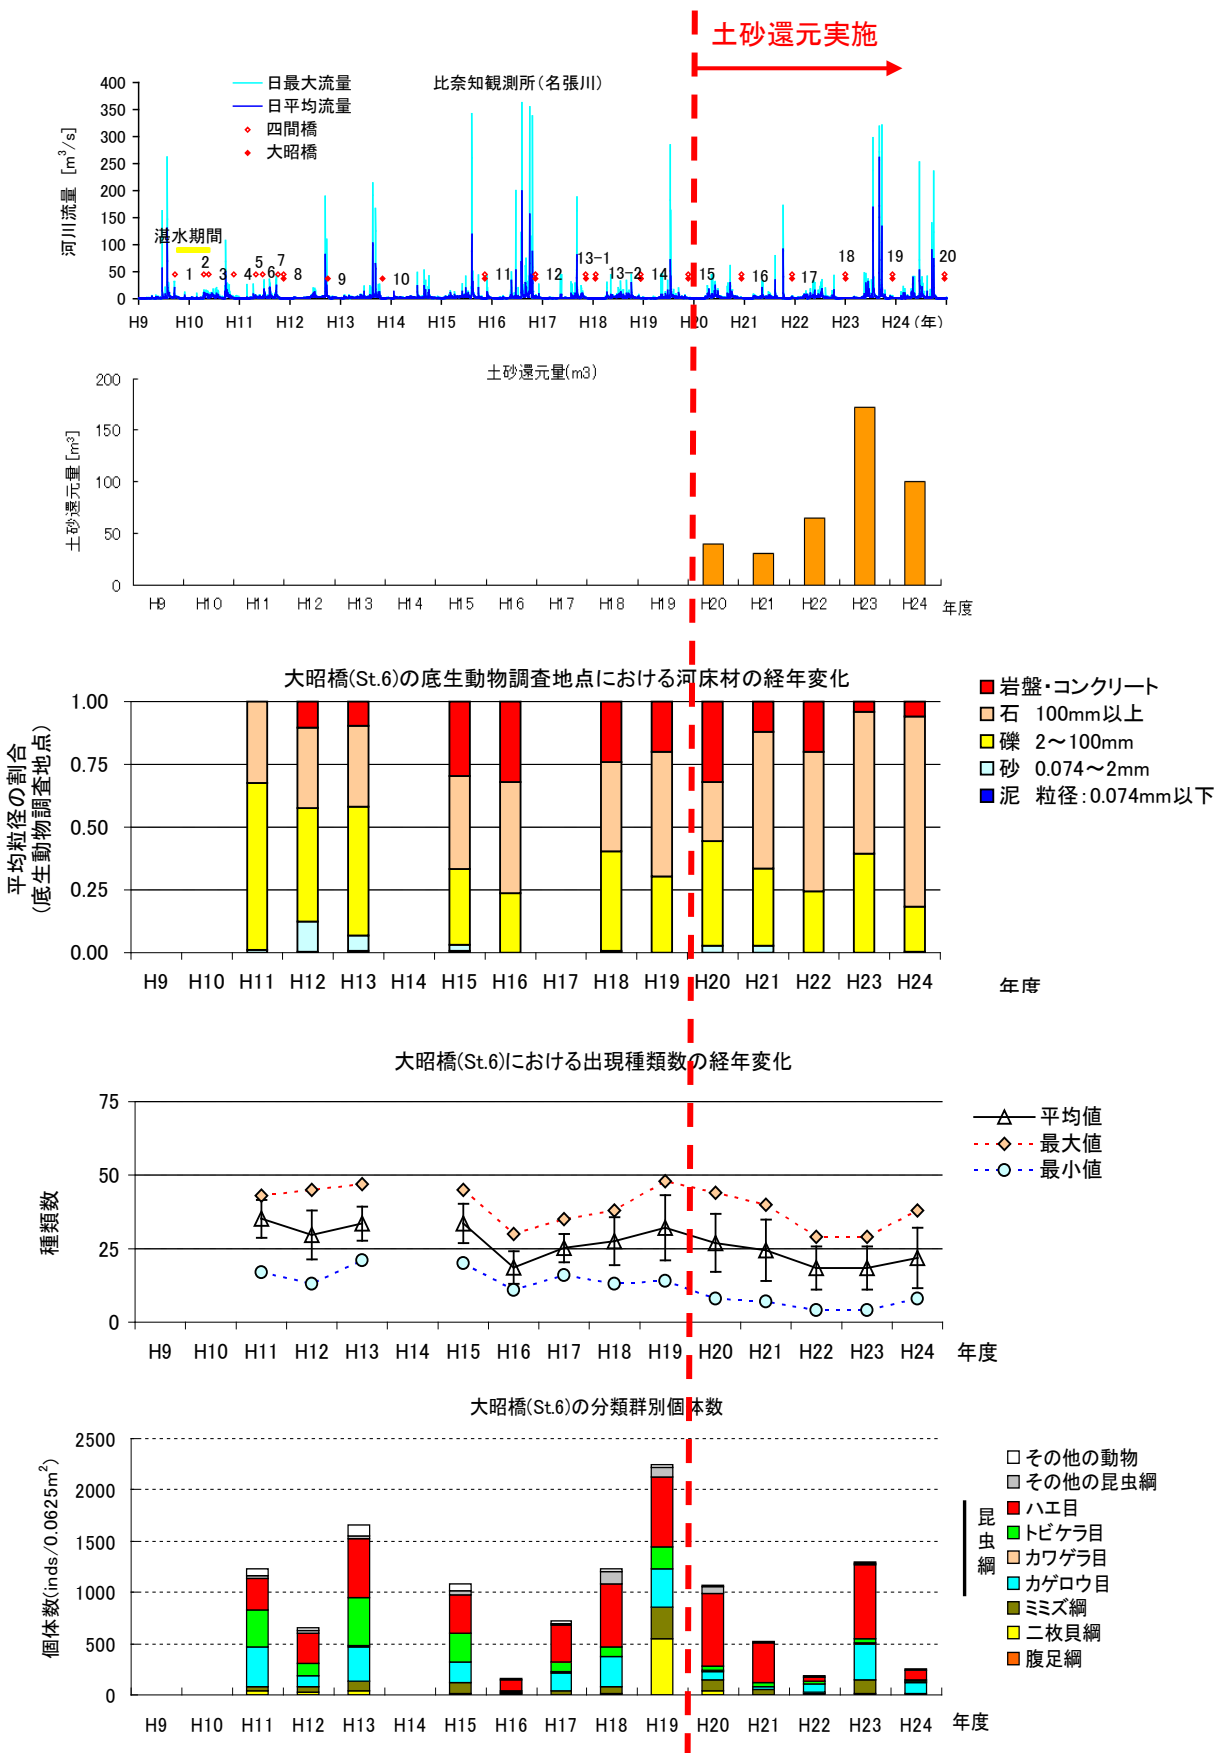 土砂還元実施
比奈知観測所(名張川)
日最大流量
日平均流量
四間橋
大昭橋
河川流量 [m³/s]
400
350
300
250
200
150
100
50
0
湛水期間
1 2 3 4 5 6 7 8 9 10 11 12 13-1 13-2 14 15 16 17 18 19 20
H9 H10 H11 H12 H13 H14 H15 H16 H17 H18 H19 H20 H21 H22 H23 H24 (年)
土砂還元量(m3)
土砂還元量[m³]
200
150
100
50
0
H9 H10 H11 H12 H13 H14 H15 H16 H17 H18 H19 H20 H21 H22 H23 H24 年度
大昭橋(St.6)の底生動物調査地点における河床材の経年変化
平均粒径の割合
(底生動物調査地点)
1.00
0.75
0.50
0.25
0.00
岩盤・コンクリート
石 100mm以上
礫 2～100mm
砂 0.074～2mm
泥 粒径:0.074mm以下
H9 H10 H11 H12 H13 H14 H15 H16 H17 H18 H19 H20 H21 H22 H23 H24 年度
大昭橋(St.6)における出現種類数の経年変化
種類数
75
50
25
0
平均値
最大値
最小値
H9 H10 H11 H12 H13 H14 H15 H16 H17 H18 H19 H20 H21 H22 H23 H24 年度
大昭橋(St.6)の分類群別個体数
個体数(inds/0.0625m²)
2500
2000
1500
1000
500
0
その他の動物
その他の昆虫綱
ハエ目
トビケラ目
カワゲラ目
カゲロウ目
ミミズ綱
二枚貝綱
腹足綱
昆虫綱
H9 H10 H11 H12 H13 H14 H15 H16 H17 H18 H19 H20 H21 H22 H23 H24 年度